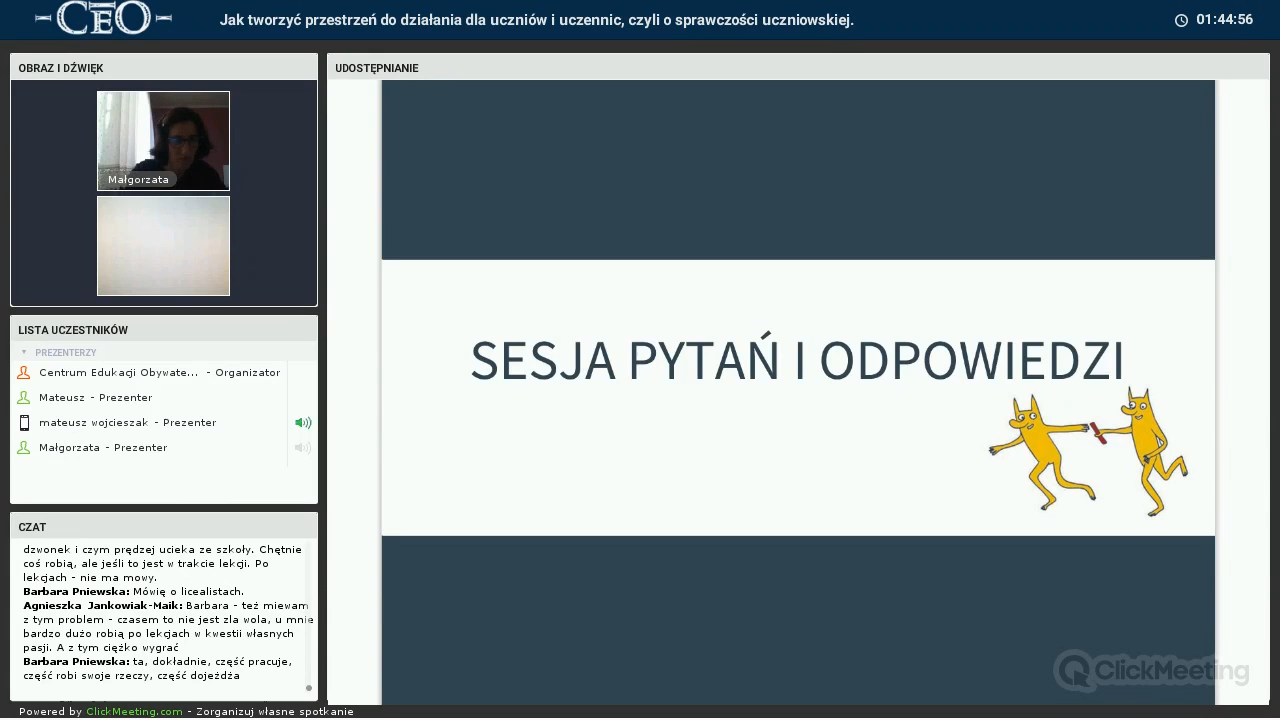 CEO
Jak tworzyć przestrzeń do działania dla uczniów i uczennic, czyli o sprawczości uczniowskiej.
01:44:56
OBRAZ I DŹWIĘK
Małgorzata
LISTA UCZESTNIKÓW
PREZENTERZY
Centrum Edukacji Obywate... - Organizator
Mateusz - Prezenter
mateusz wojcieszak - Prezenter
Małgorzata - Prezenter
CZAT
dzwonek i czym prędzej ucieka ze szkoły. Chętnie
coś robią, ale jeśli to jest w trakcie lekcji. Po
lekcjach - nie ma mowy.
Barbara Pniewska: Mówię o licealistach.
Agnieszka Jankowiak-Maik: Barbara - też miewam
z tym problem - czasem to nie jest zla wola, u mnie
bardzo dużo robią po lekcjach w kwestii własnych
pasji. A z tym ciężko wygrać
Barbara Pniewska: ta, dokładnie, część pracuje,
część robi swoje rzeczy, część dojeżdża
Powered by ClickMeeting.com - Zorganizuj własne spotkanie
UDOSTĘPNIANIE
SESJA PYTAŃ I ODPOWIEDZI
ClickMeeting